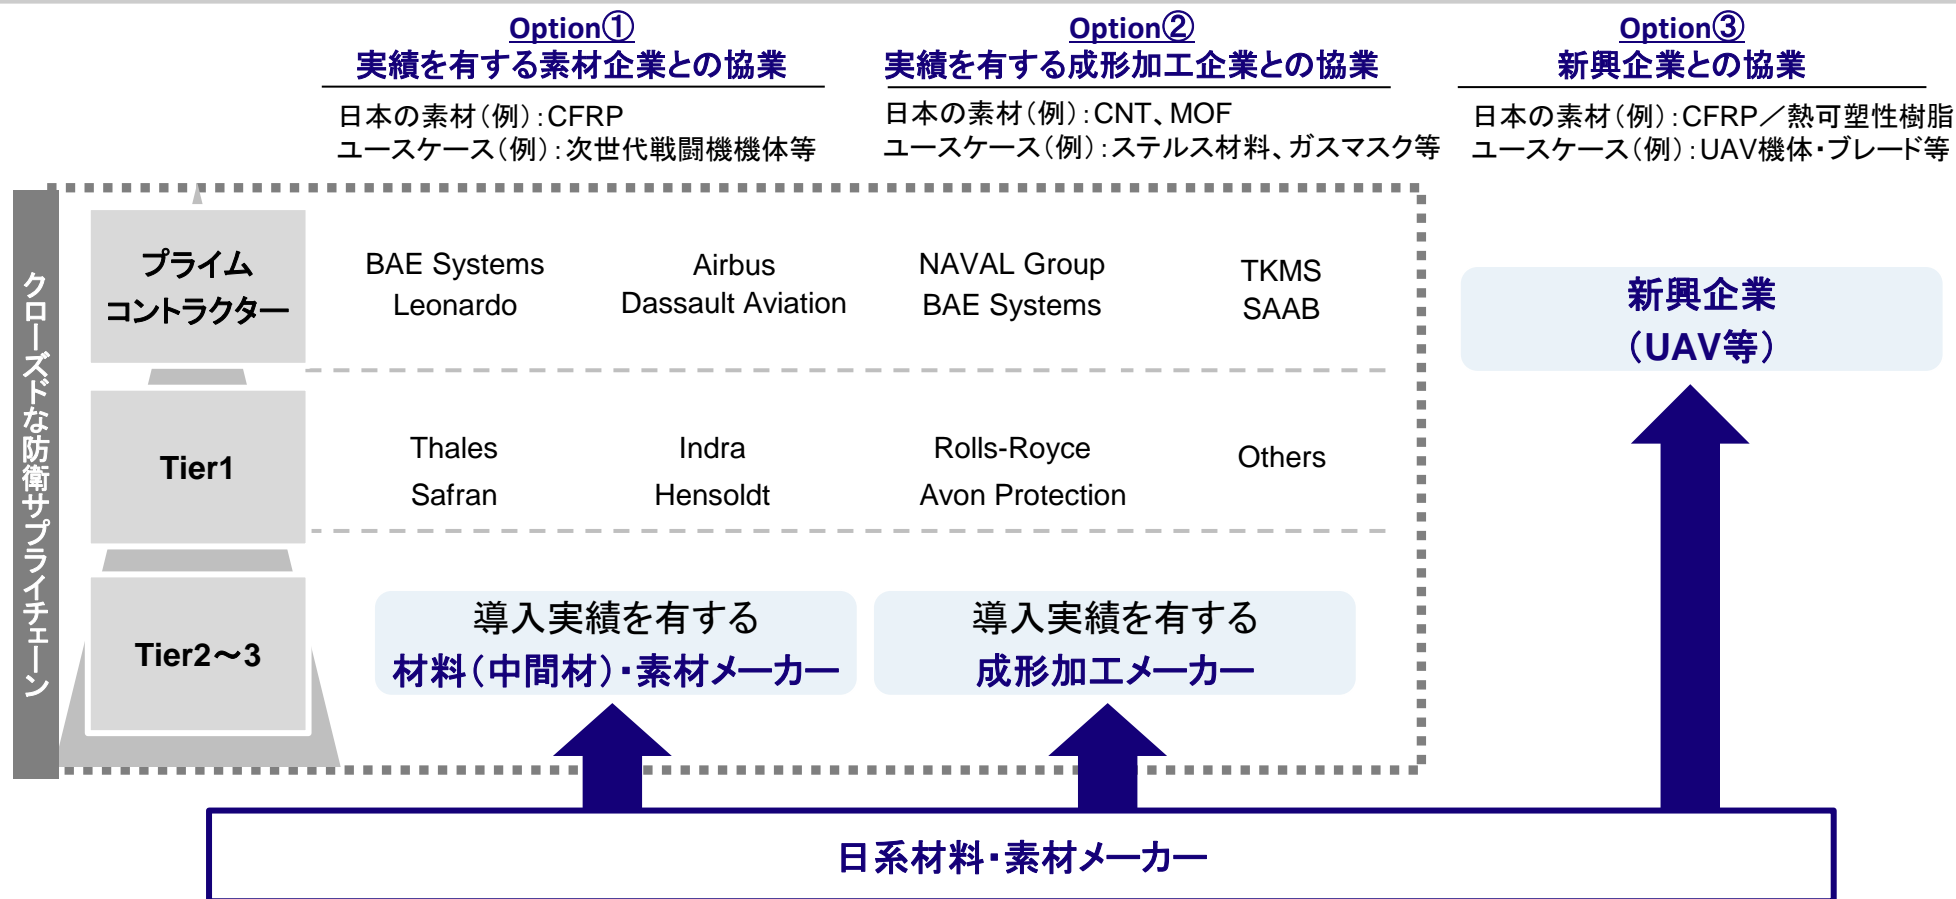 Option①
実績を有する素材企業との協業
日本の素材（例）：CFRP
ユースケース（例）：次世代戦闘機機体等
Option②
実績を有する成形加工企業との協業
日本の素材（例）：CNT、MOF
ユースケース（例）：ステルス材料、ガスマスク等
Option③
新興企業との協業
日本の素材（例）：CFRP／熱可塑性樹脂
ユースケース（例）：UAV機体・ブレード等
クローズドな防衛サプライチェーン
プライム
コントラクター
BAE Systems
Leonardo
Airbus
Dassault Aviation
NAVAL Group
BAE Systems
TKMS
SAAB
新興企業
（UAV等）
Tier1
Thales
Safran
Indra
Hensoldt
Rolls-Royce
Avon Protection
Others
Tier2～3
導入実績を有する
材料（中間材）・素材メーカー
導入実績を有する
成形加工メーカー
日系材料・素材メーカー